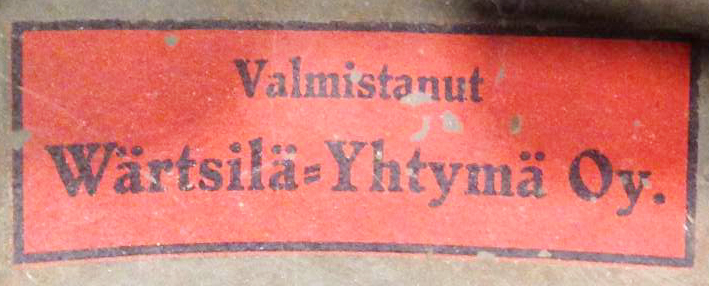 Valmistanut
Wärtsilä=Yhtymä Oy.